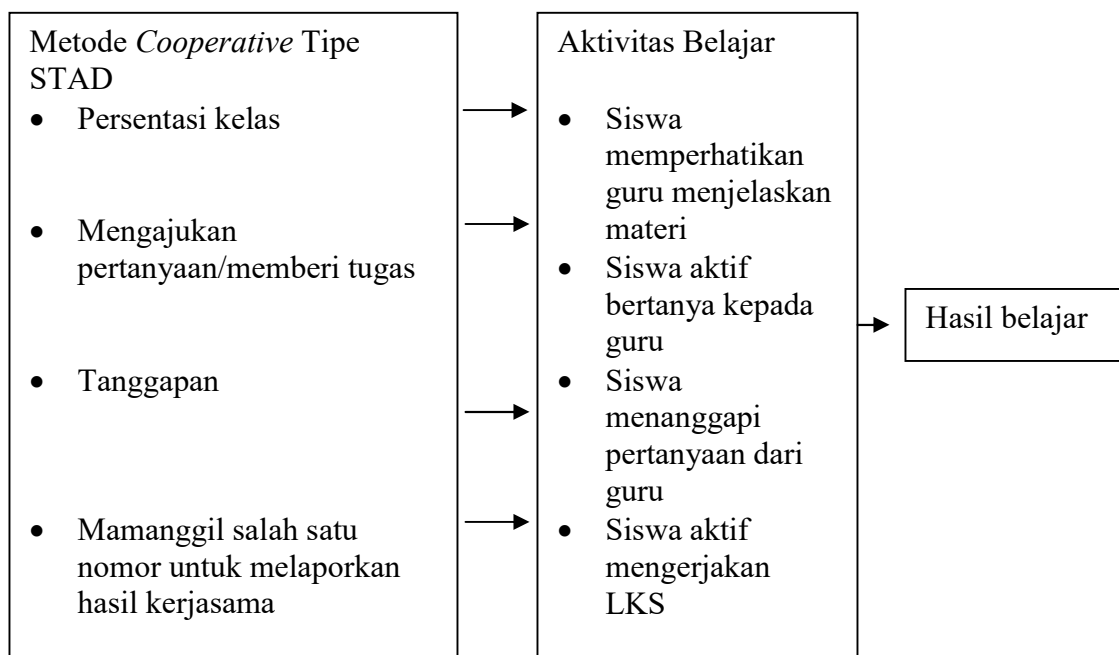 Metode Cooperative Tipe
STAD
• Persentasi kelas
• Mengajukan
pertanyaan/memberi tugas
• Tanggapan
• Mamanggil salah satu
nomor untuk melaporkan
hasil kerjasama
Aktivitas Belajar
• Siswa
memperhatikan
guru menjelaskan
materi
• Siswa aktif
bertanya kepada
guru
• Siswa
menanggapi
pertanyaan dari
guru
• Siswa aktif
mengerjakan
LKS
Hasil belajar